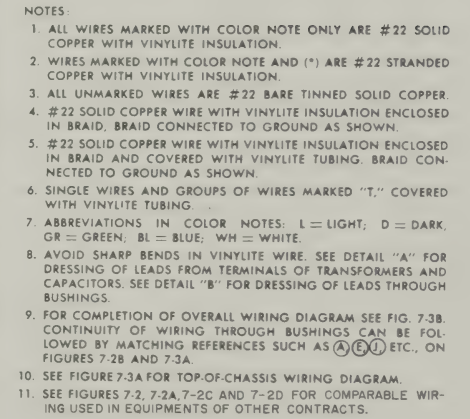 NOTES:
1. ALL WIRES MARKED WITH COLOR NOTE ONLY ARE #22 SOLID
COPPER WITH VINYLITE INSULATION.
2. WIRES MARKED WITH COLOR NOTE AND (*) ARE #22 STRANDED
COPPER WITH VINYLITE INSULATION.
3. ALL UNMARKED WIRES ARE #22 BARE TINNED SOLID COPPER.
4. #22 SOLID COPPER WIRE WITH VINYLITE INSULATION ENCLOSED
IN BRAID, BRAID CONNECTED TO GROUND AS SHOWN.
5. #22 SOLID COPPER WIRE WITH VINYLITE INSULATION ENCLOSED
IN BRAID AND COVERED WITH VINYLITE TUBING. BRAID CON-
NECTED TO GROUND AS SHOWN.
6. SINGLE WIRES AND GROUPS OF WIRES MARKED "T," COVERED
WITH VINYLITE TUBING.
7. ABBREVIATIONS IN COLOR NOTES: L = LIGHT; D = DARK,
GR = GREEN; BL = BLUE; WH = WHITE.
8. AVOID SHARP BENDS IN VINYLITE WIRE. SEE DETAIL "A" FOR
DRESSING OF LEADS FROM TERMINALS OF TRANSFORMERS AND
CAPACITORS. SEE DETAIL "B" FOR DRESSING OF LEADS THROUGH
BUSHINGS.
9. FOR COMPLETION OF OVERALL WIRING DIAGRAM SEE FIG. 7-3B.
CONTINUITY OF WIRING THROUGH BUSHINGS CAN BE FOL-
LOWED BY MATCHING REFERENCES SUCH AS A, E, J, ETC., ON
FIGURES 7-2B AND 7-3A.
10. SEE FIGURE 7-3A FOR TOP-OF-CHASSIS WIRING DIAGRAM.
11. SEE FIGURES 7-2, 7-2A, 7-2C AND 7-2D FOR COMPARABLE WIR-
ING USED IN EQUIPMENTS OF OTHER CONTRACTS.